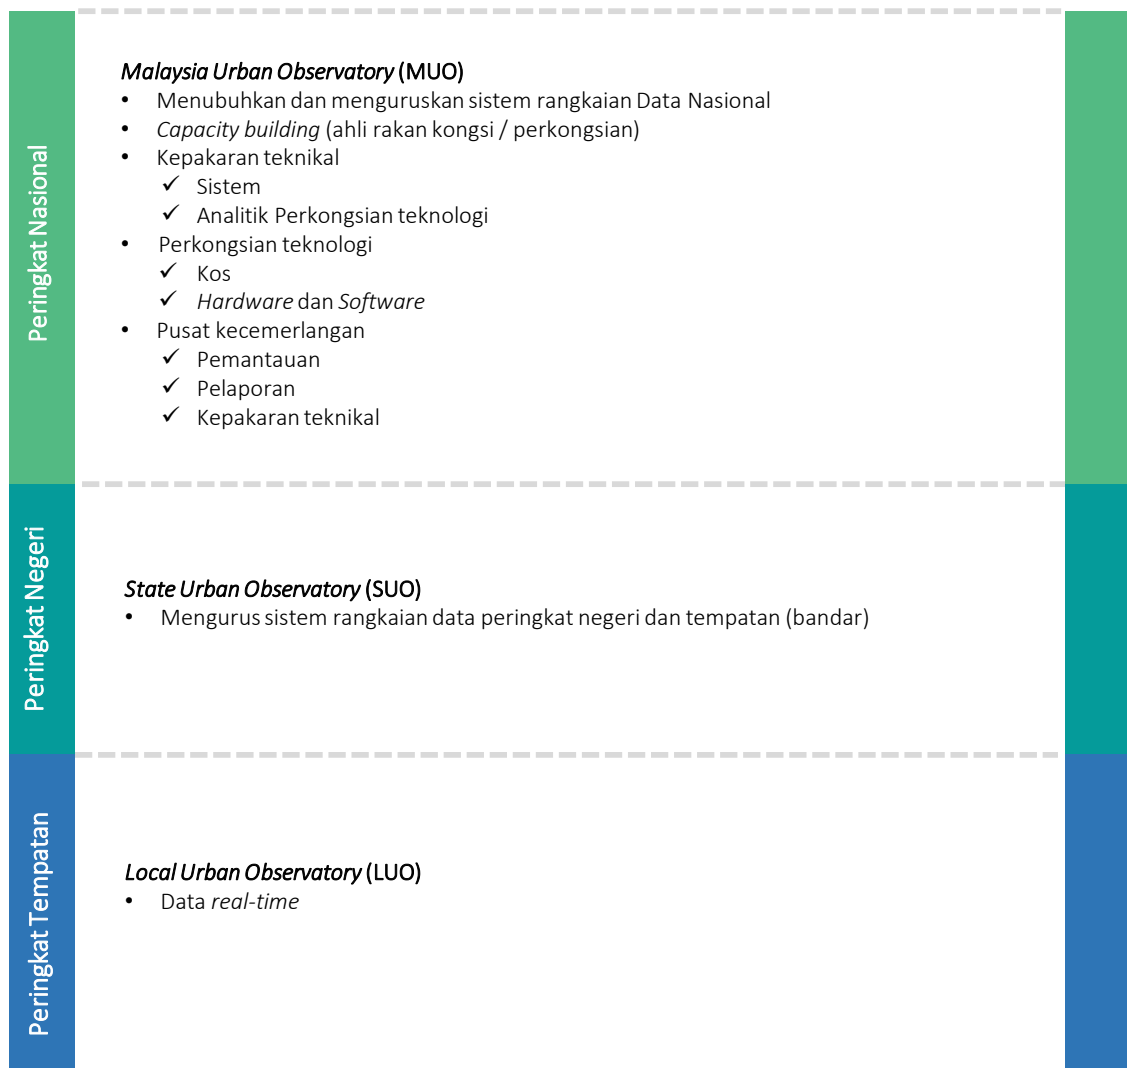 Peringkat Nasional
Malaysia Urban Observatory (MUO)
• Menubuhkan dan menguruskan sistem rangkaian Data Nasional
• Capacity building (ahli rakan kongsi / perkongsian)
• Kepakaran teknikal
✓ Sistem
✓ Analitik Perkongsian teknologi
• Perkongsian teknologi
✓ Kos
✓ Hardware dan Software
• Pusat kecemerlangan
✓ Pemantauan
✓ Pelaporan
✓ Kepakaran teknikal
Peringkat Negeri
State Urban Observatory (SUO)
• Mengurus sistem rangkaian data peringkat negeri dan tempatan (bandar)
Peringkat Tempatan
Local Urban Observatory (LUO)
• Data real-time